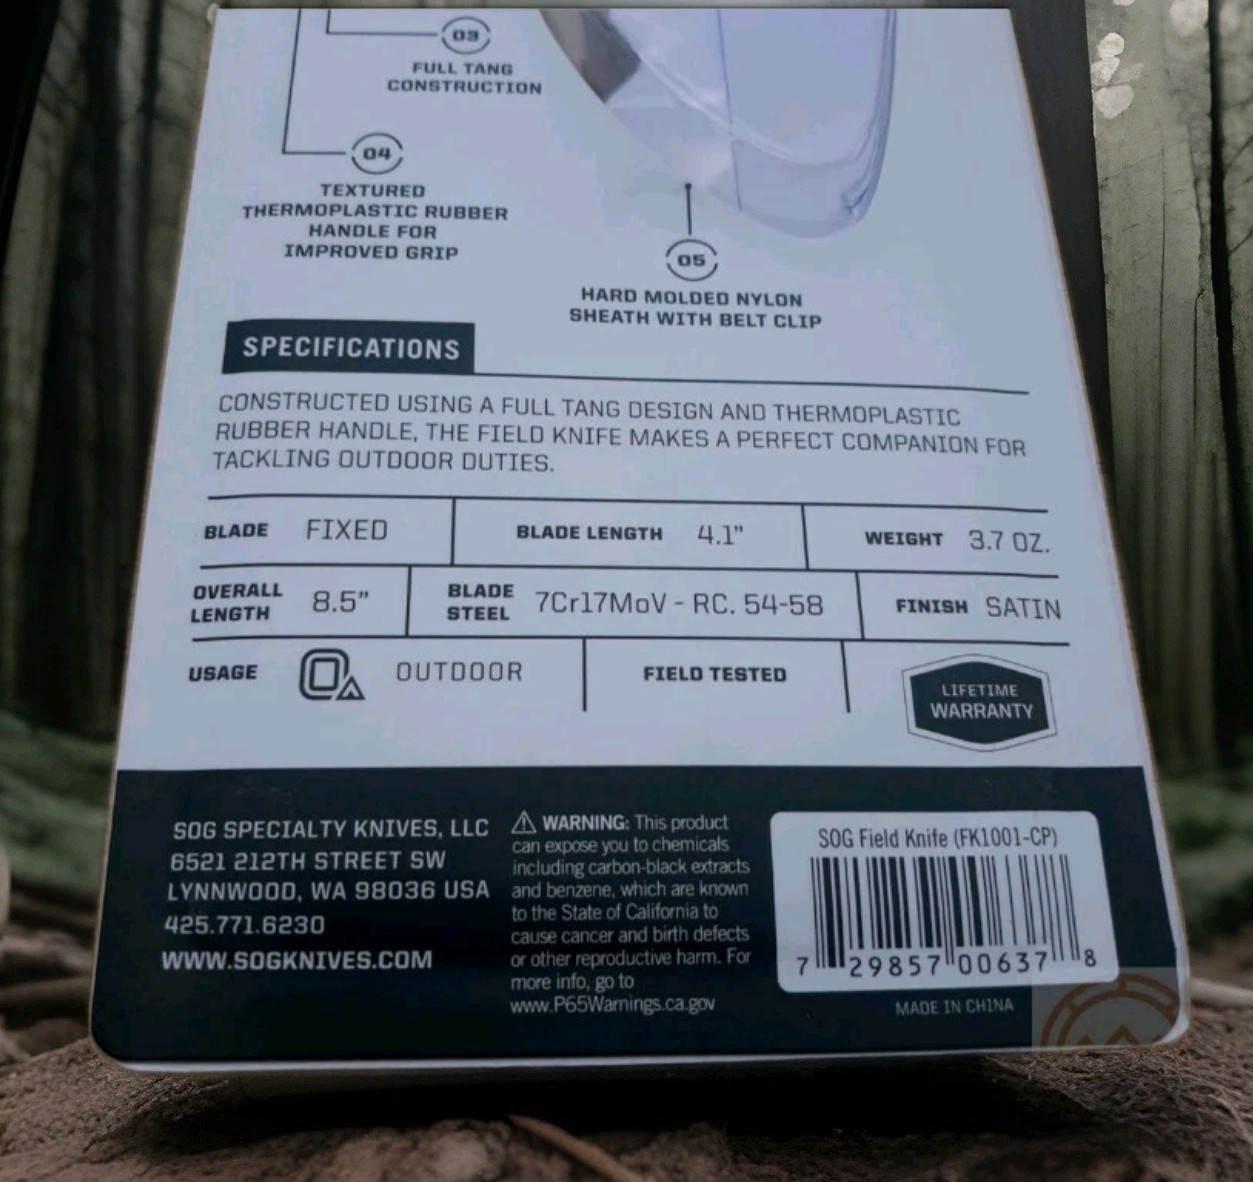 03
FULL TANG
CONSTRUCTION
04
TEXTURED
THERMOPLASTIC RUBBER
HANDLE FOR
IMPROVED GRIP
05
HARD MOLDED NYLON
SHEATH WITH BELT CLIP
SPECIFICATIONS
CONSTRUCTED USING A FULL TANG DESIGN AND THERMOPLASTIC
RUBBER HANDLE, THE FIELD KNIFE MAKES A PERFECT COMPANION FOR
TACKLING OUTDOOR DUTIES.
BLADE FIXED
BLADE LENGTH 4.1"
WEIGHT 3.7 OZ.
OVERALL
LENGTH 8.5"
BLADE
STEEL 7Cr17MoV - RC. 54-58
FINISH SATIN
USAGE OUTDOOR
FIELD TESTED
LIFETIME
WARRANTY
SOG SPECIALTY KNIVES, LLC
6521 212TH STREET SW
LYNNWOOD, WA 98036 USA
425.771.6230
WWW.SOGKNIVES.COM
⚠ WARNING: This product
can expose you to chemicals
including carbon-black extracts
and benzene, which are known
to the State of California to
cause cancer and birth defects
or other reproductive harm. For
more info, go to
www.P65Warnings.ca.gov
SOG Field Knife (FK1001-CP)
7 29857 00637 8
MADE IN CHINA